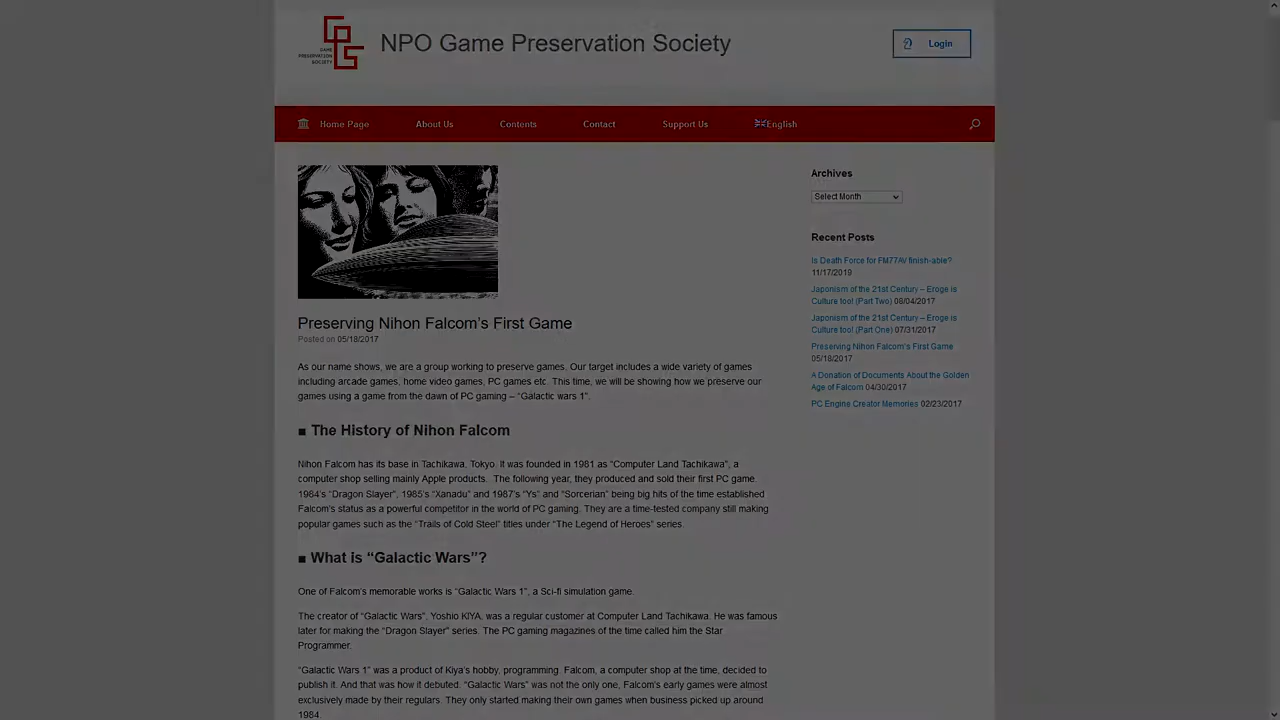 GAME
PRESERVATION
SOCIETY
NPO Game Preservation Society
Login
Home Page
About Us
Contents
Contact
Support Us
English
Preserving Nihon Falcom's First Game
Posted on 05/18/2017
As our name shows, we are a group working to preserve games. Our target includes a wide variety of games
including arcade games, home video games, PC games etc. This time, we will be showing how we preserve our
games using a game from the dawn of PC gaming – “Galactic wars 1”.
■ The History of Nihon Falcom
Nihon Falcom has its base in Tachikawa, Tokyo. It was founded in 1981 as “Computer Land Tachikawa”, a
computer shop selling mainly Apple products. The following year, they produced and sold their first PC game.
1984’s “Dragon Slayer”, 1985’s “Xanadu” and 1987’s “Ys” and “Sorcerian” being big hits of the time established
Falcom’s status as a powerful competitor in the world of PC gaming. They are a time-tested company still making
popular games such as the “Trails of Cold Steel” titles under “The Legend of Heroes” series.
■ What is “Galactic Wars”?
One of Falcom’s memorable works is “Galactic Wars 1”, a Sci-fi simulation game.
The creator of “Galactic Wars”, Yoshio KIYA, was a regular customer at Computer Land Tachikawa. He was famous
later for making the “Dragon Slayer” series. The PC gaming magazines of the time called him the Star
Programmer.
“Galactic Wars 1” was a product of Kiya’s hobby, programming. Falcom, a computer shop at the time, decided to
publish it. And that was how it debuted. “Galactic Wars” was not the only one, Falcom’s early games were almost
exclusively made by their regulars. They only started making their own games when business picked up around
1984.
Archives
Select Month
Recent Posts
Is Death Force for FM77AV finish-able?
11/17/2019
Japonism of the 21st Century – Eroge is
Culture too! (Part Two) 08/04/2017
Japonism of the 21st Century – Eroge is
Culture too! (Part One) 07/31/2017
Preserving Nihon Falcom’s First Game
05/18/2017
A Donation of Documents About the Golden
Age of Falcom 04/30/2017
PC Engine Creator Memories 02/23/2017